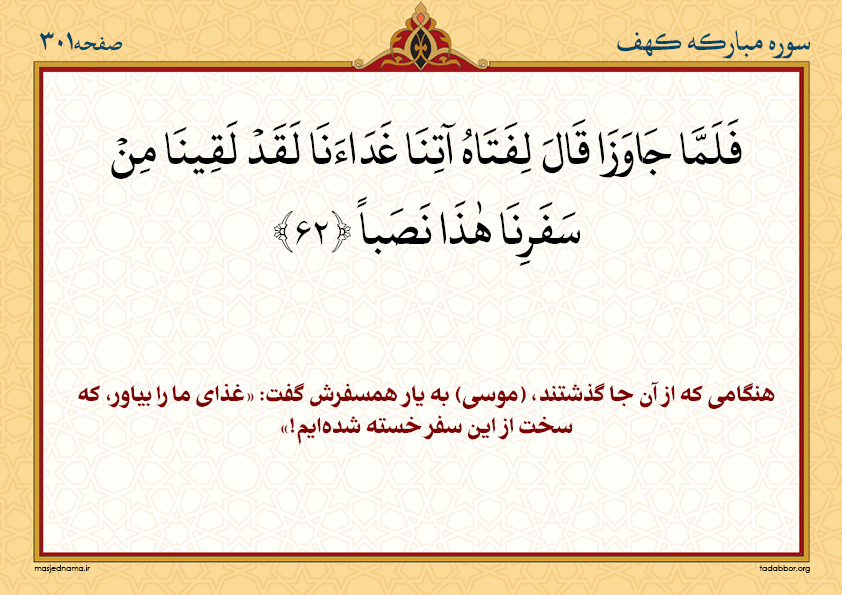 سوره مبارکه کهف
صفحه۳۰۱
فَلَمَّا جَاوَزَا قَالَ لِفَتَاهُ آتِنَا غَدَاءَنَا لَقَدْ لَقِينَا مِنْ
سَفَرِنَا هَٰذَا نَصَباً ﴿۶۲﴾
هنگامی که از آن جا گذشتند، (موسی) به یار همسفرش گفت: «غذای ما را بیاور، که
سخت از این سفر خسته شده‌ایم!»
masjednama.ir
tadabbor.org